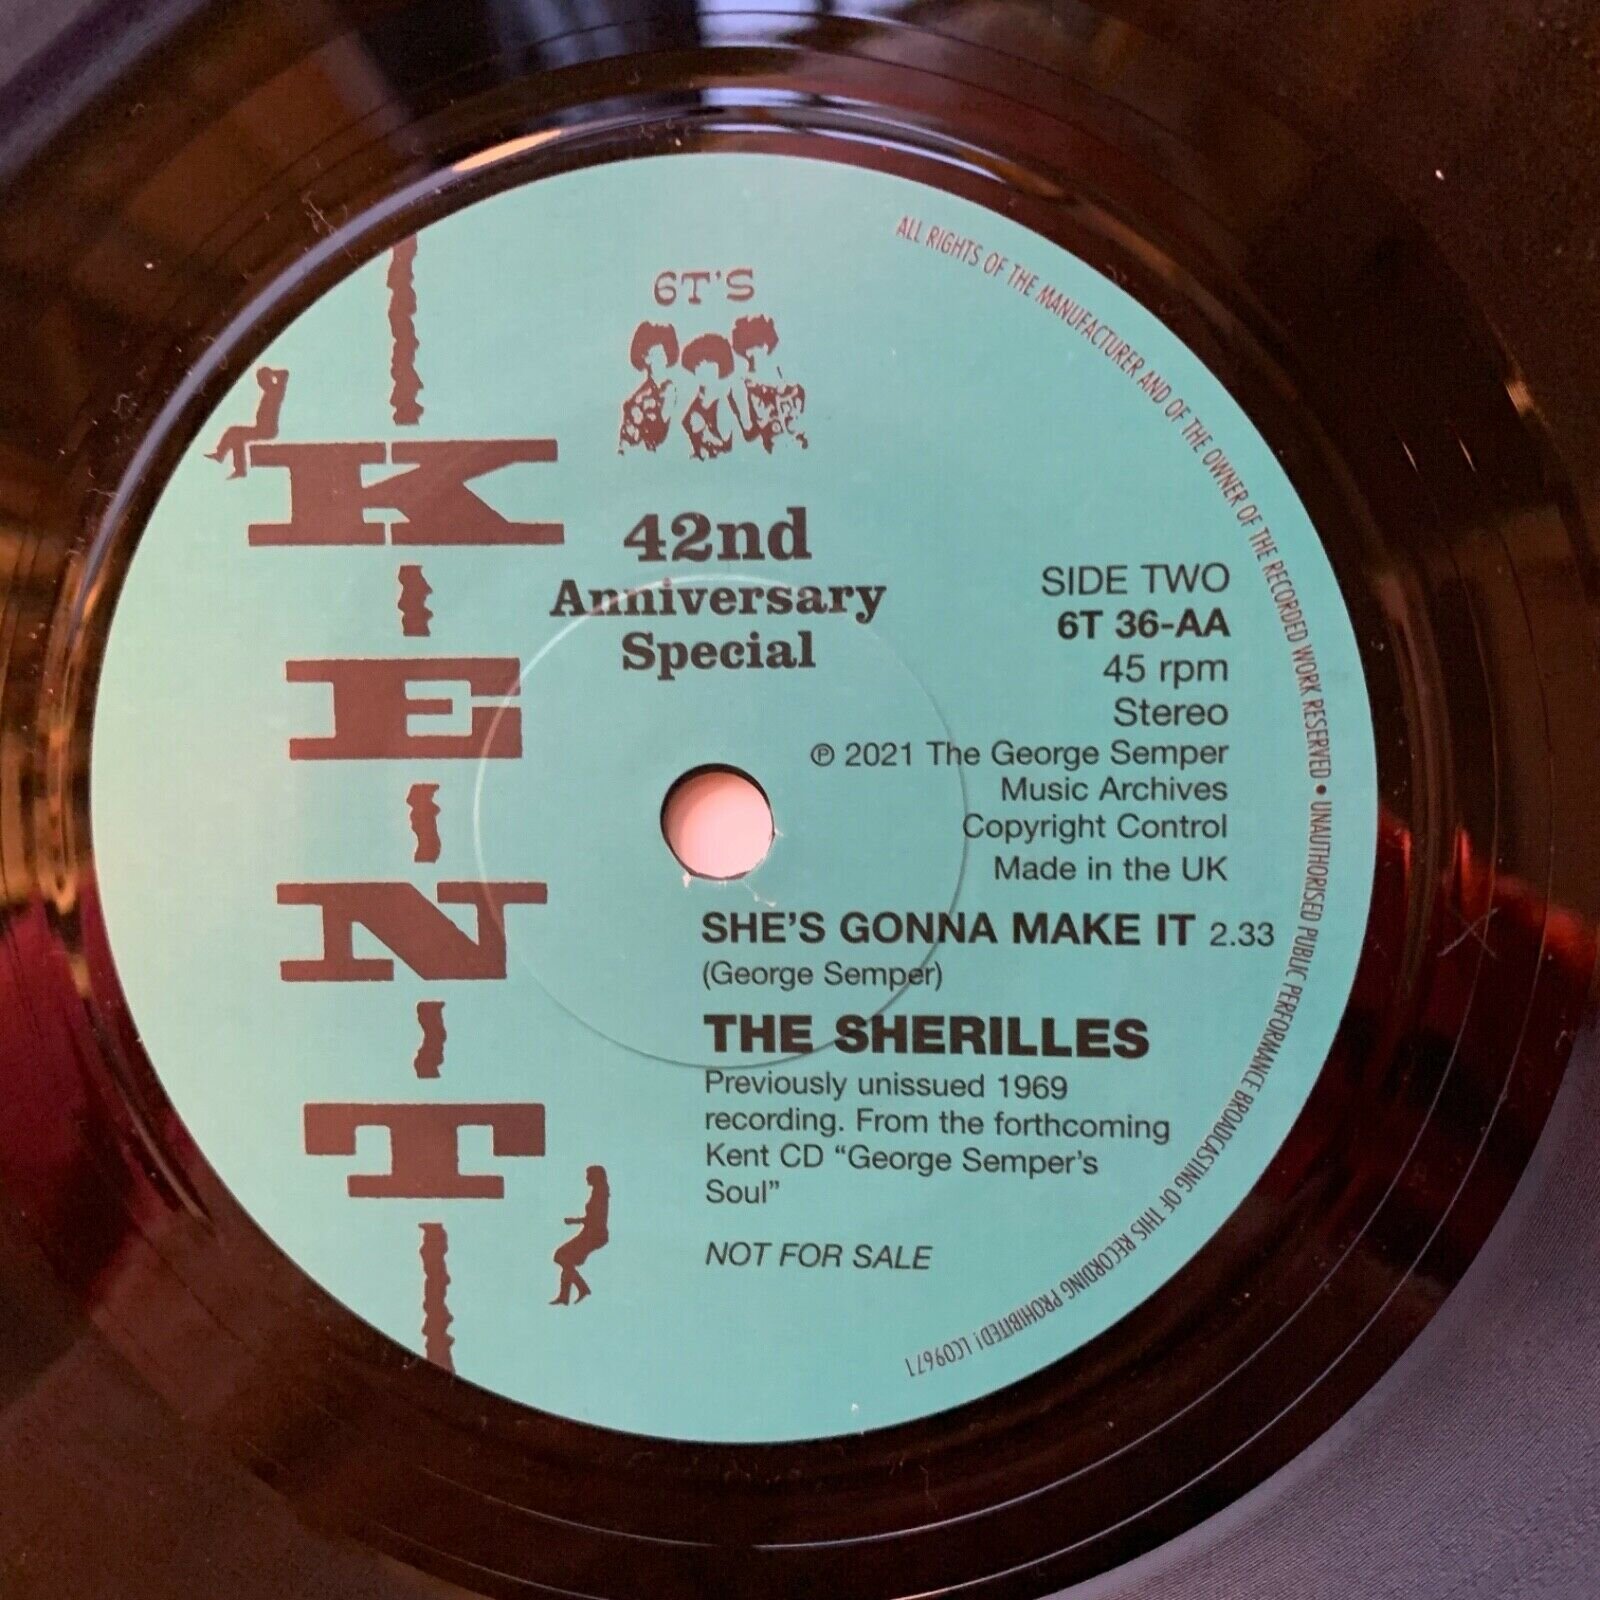 6T'S
KENT
42nd
Anniversary
Special
SIDE TWO
6T 36-AA
45 rpm
Stereo
℗ 2021 The George Semper
Music Archives
Copyright Control
Made in the UK
SHE'S GONNA MAKE IT 2.33
(George Semper)
THE SHERILLES
Previously unissued 1969
recording. From the forthcoming
Kent CD “George Semper's
Soul”
NOT FOR SALE
ALL RIGHTS OF THE MANUFACTURER AND OF THE OWNER OF THE RECORDED WORK RESERVED • UNAUTHORISED PUBLIC PERFORMANCE BROADCASTING OF THIS RECORDING PROHIBITED! LC09671